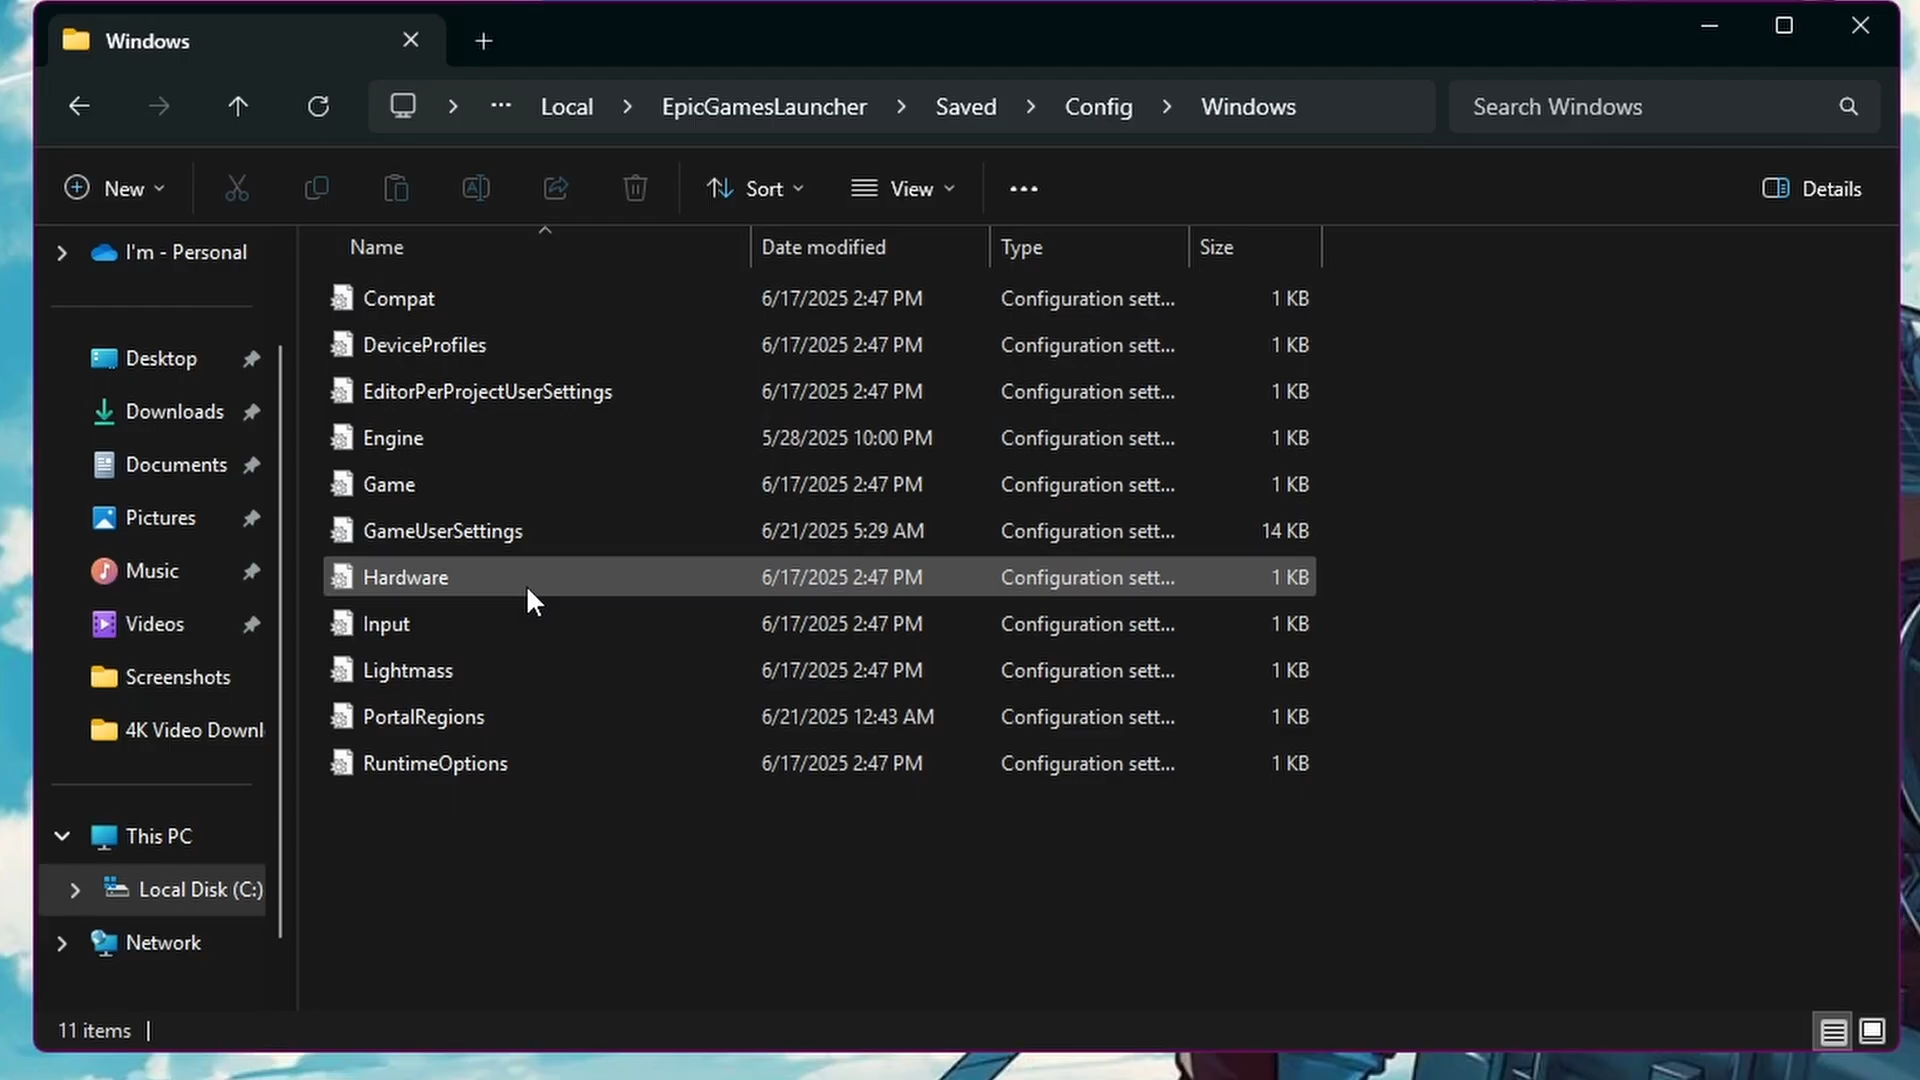 Windows
Local EpicGamesLauncher Saved Config Windows
Search Windows
New
Sort
View
Details
I'm - Personal
Desktop
Downloads
Documents
Pictures
Music
Videos
Screenshots
4K Video Downl
This PC
Local Disk (C:)
Network
Name Date modified Type Size
Compat 6/17/2025 2:47 PM Configuration sett... 1 KB
DeviceProfiles 6/17/2025 2:47 PM Configuration sett... 1 KB
EditorPerProjectUserSettings 6/17/2025 2:47 PM Configuration sett... 1 KB
Engine 5/28/2025 10:00 PM Configuration sett... 1 KB
Game 6/17/2025 2:47 PM Configuration sett... 1 KB
GameUserSettings 6/21/2025 5:29 AM Configuration sett... 14 KB
Hardware 6/17/2025 2:47 PM Configuration sett... 1 KB
Input 6/17/2025 2:47 PM Configuration sett... 1 KB
Lightmass 6/17/2025 2:47 PM Configuration sett... 1 KB
PortalRegions 6/21/2025 12:43 AM Configuration sett... 1 KB
RuntimeOptions 6/17/2025 2:47 PM Configuration sett... 1 KB
11 items